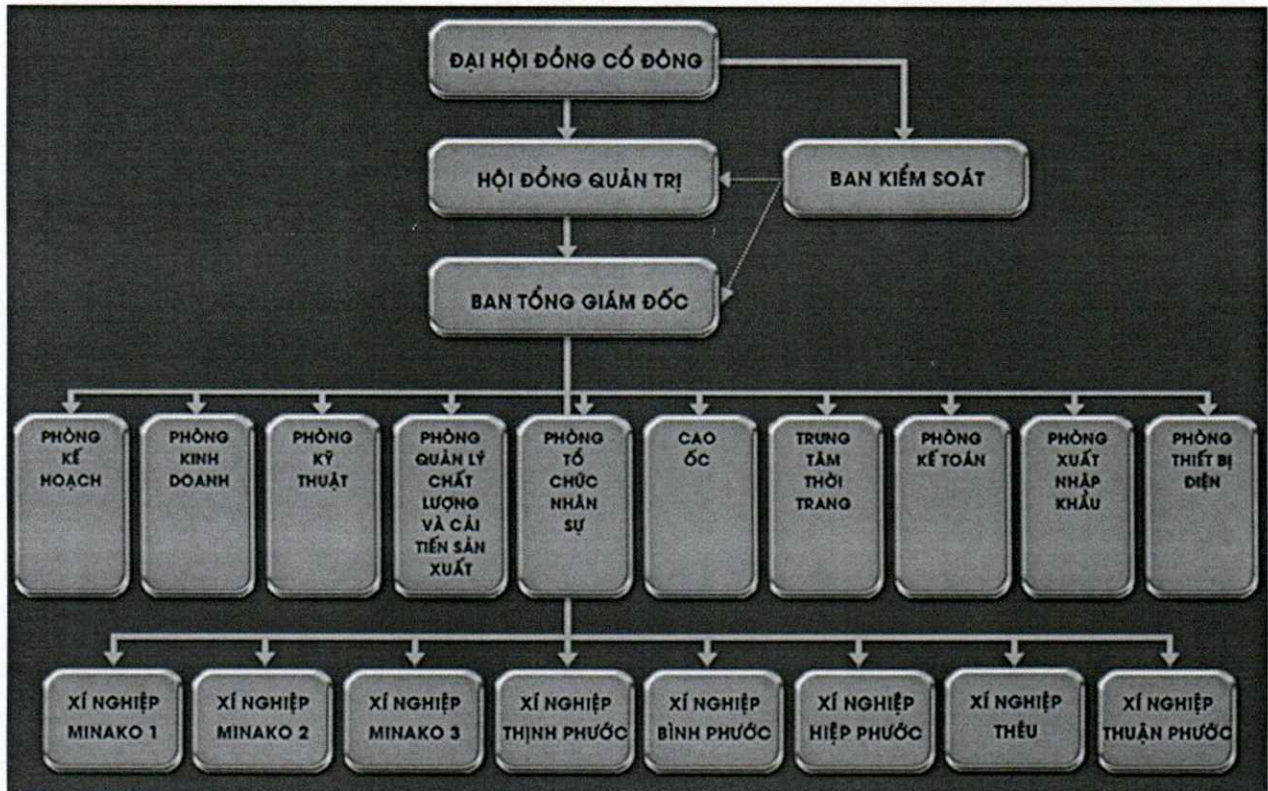 ĐẠI HỘI ĐỒNG CỔ ĐÔNG
HỘI ĐỒNG QUẢN TRỊ
BAN KIỂM SOÁT
BAN TỔNG GIÁM ĐỐC
PHÒNG
KẾ
HOẠCH
PHÒNG
KINH
DOANH
PHÒNG
KỸ
THUẬT
PHÒNG
QUẢN LÝ
CHẤT
LƯỢNG
VÀ CẢI
TIẾN SẢN
XUẤT
PHÒNG
TỔ
CHỨC
NHÂN
SỰ
CAO
ỐC
TRUNG
TÂM
THỜI
TRANG
PHÒNG
KẾ TOÁN
PHÒNG
XUẤT
NHẬP
KHẨU
PHÒNG
THIẾT BỊ
ĐIỆN
XÍ NGHIỆP
MINAKO 1
XÍ NGHIỆP
MINAKO 2
XÍ NGHIỆP
MINAKO 3
XÍ NGHIỆP
THỊNH PHƯỚC
XÍ NGHIỆP
BÌNH PHƯỚC
XÍ NGHIỆP
HIỆP PHƯỚC
XÍ NGHIỆP
THÊU
XÍ NGHIỆP
THUẬN PHƯỚC